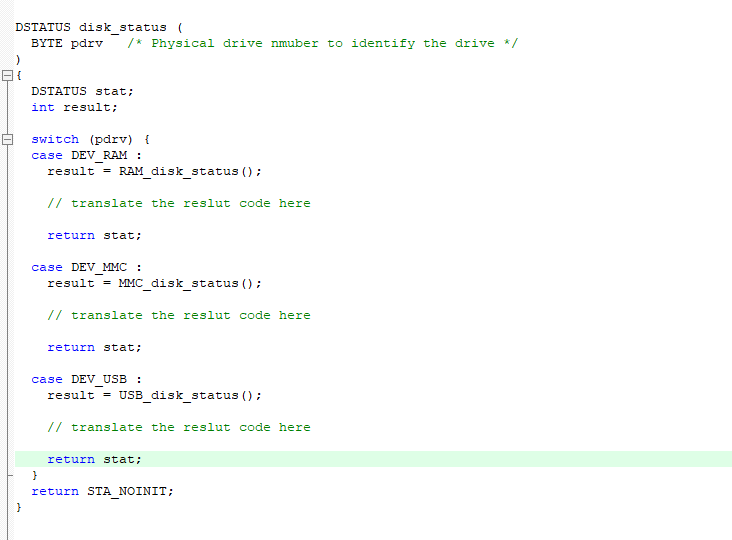 DSTATUS disk_status (
  BYTE pdrv   /* Physical drive nmuber to identify the drive */
)
{
  DSTATUS stat;
  int result;

  switch (pdrv) {
  case DEV_RAM :
    result = RAM_disk_status();

    // translate the reslut code here

    return stat;

  case DEV_MMC :
    result = MMC_disk_status();

    // translate the reslut code here

    return stat;

  case DEV_USB :
    result = USB_disk_status();

    // translate the reslut code here

    return stat;
  }
  return STA_NOINIT;
}